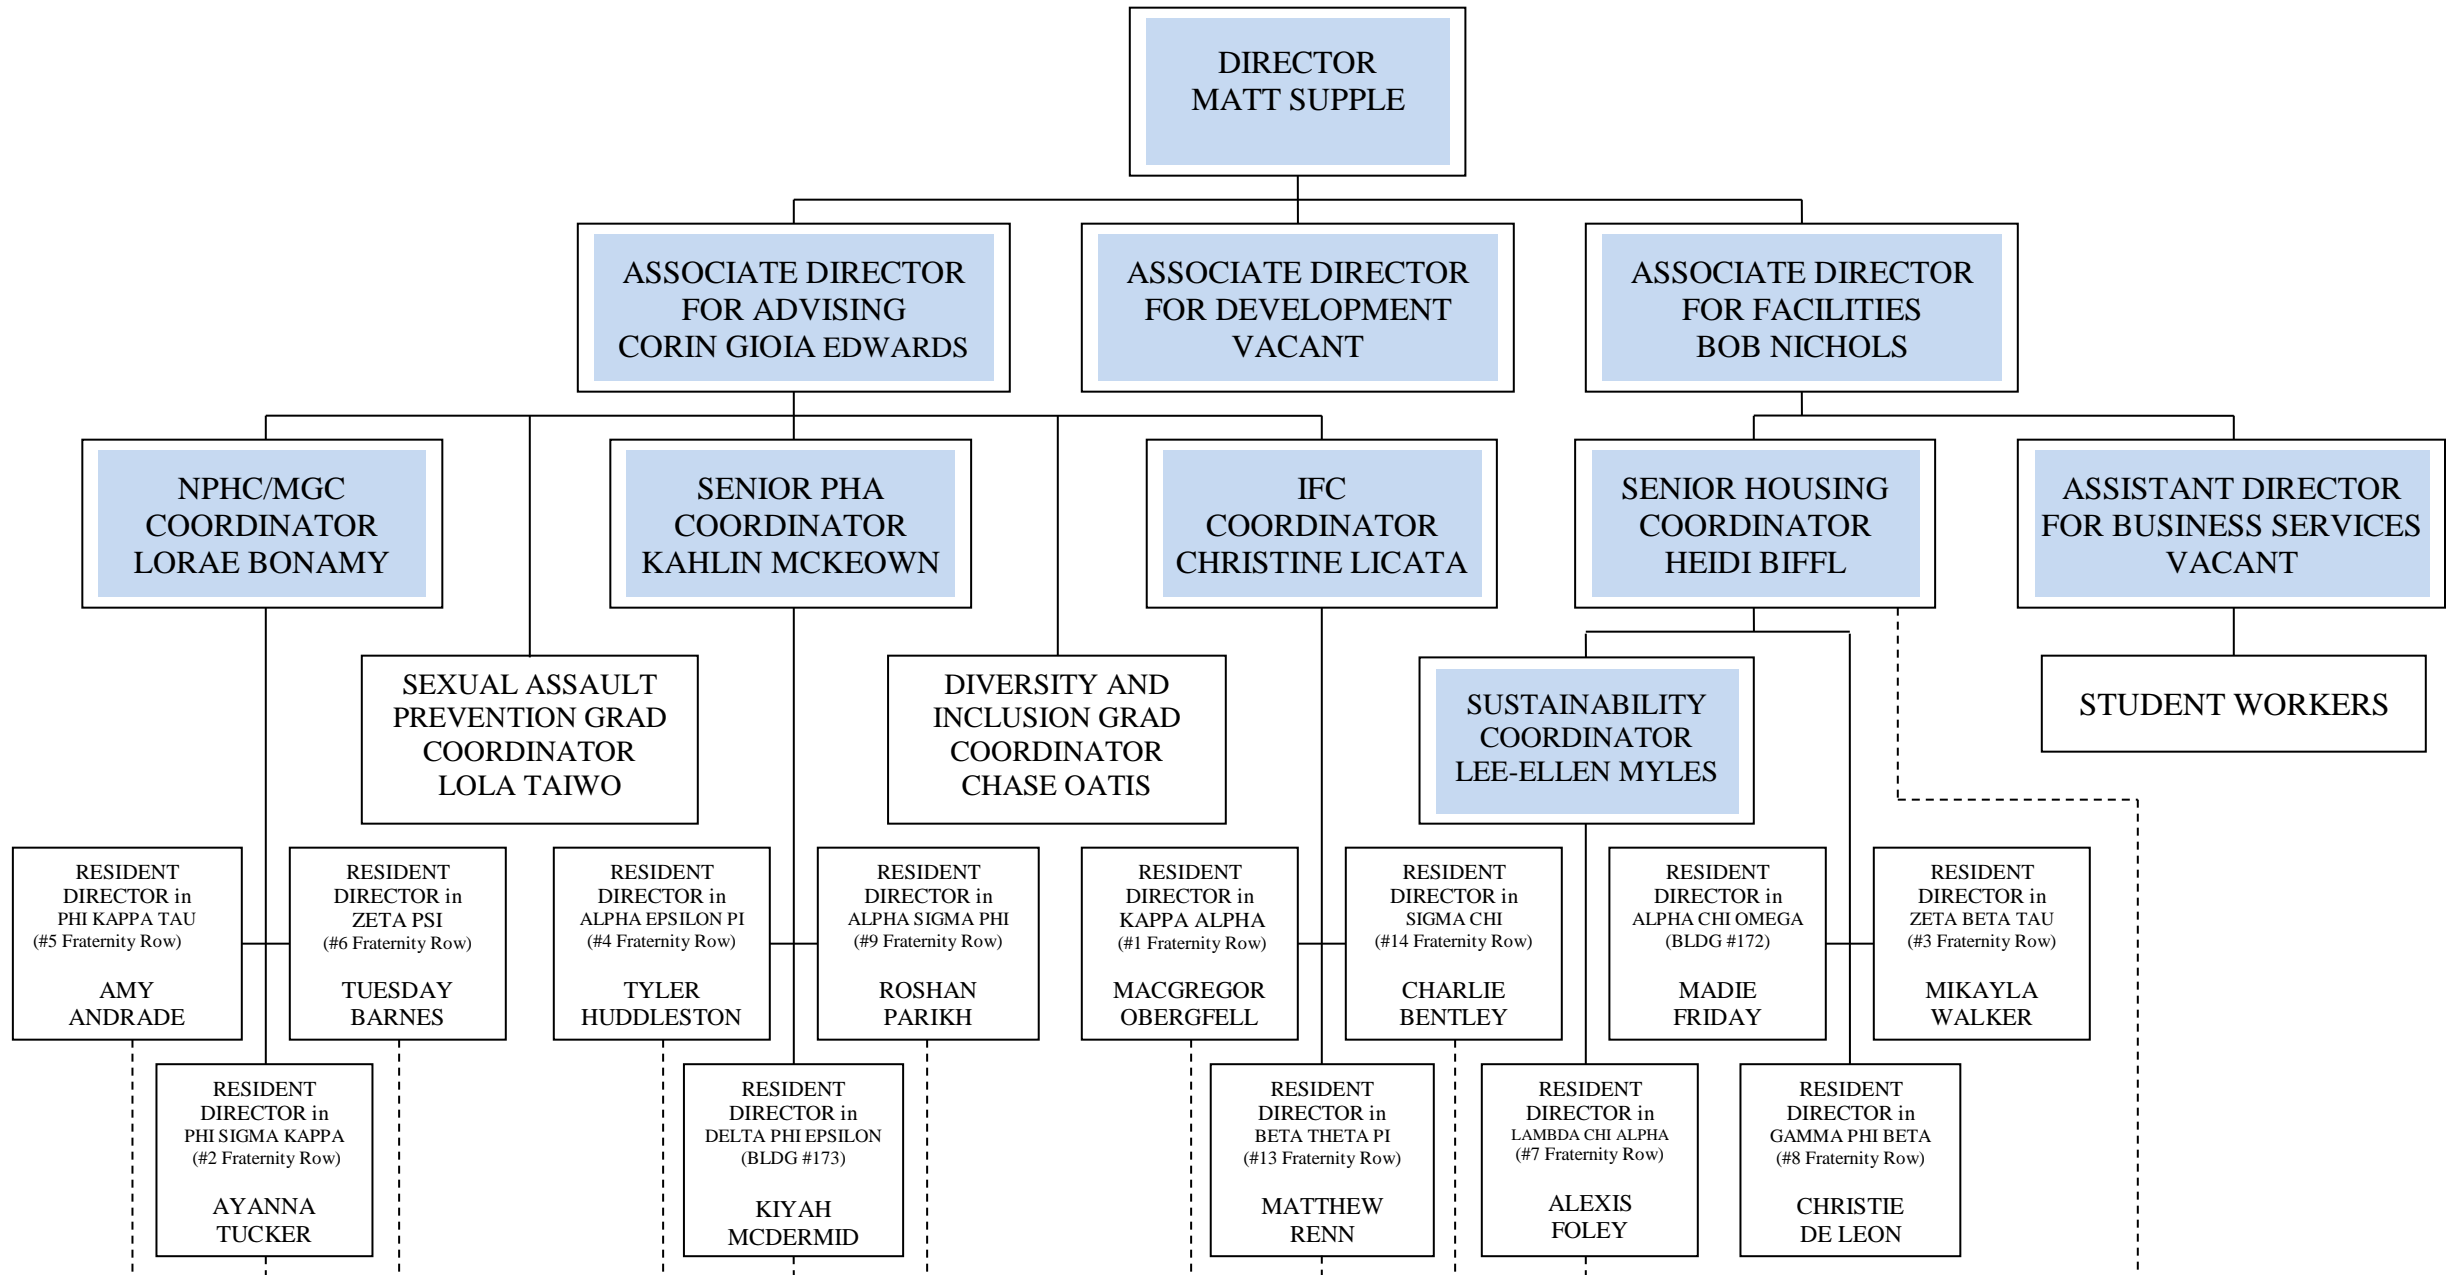 DIRECTOR
MATT SUPPLE
ASSOCIATE DIRECTOR
FOR ADVISING
CORIN GIOIA EDWARDS
ASSOCIATE DIRECTOR
FOR DEVELOPMENT
VACANT
ASSOCIATE DIRECTOR
FOR FACILITIES
BOB NICHOLS
NPHC/MGC
COORDINATOR
LORAE BONAMY
SENIOR PHA
COORDINATOR
KAHLIN MCKEOWN
IFC
COORDINATOR
CHRISTINE LICATA
SENIOR HOUSING
COORDINATOR
HEIDI BIFFL
ASSISTANT DIRECTOR
FOR BUSINESS SERVICES
VACANT
SEXUAL ASSAULT
PREVENTION GRAD
COORDINATOR
LOLA TAIWO
DIVERSITY AND
INCLUSION GRAD
COORDINATOR
CHASE OATIS
SUSTAINABILITY
COORDINATOR
LEE-ELLEN MYLES
STUDENT WORKERS
RESIDENT
DIRECTOR in
PHI KAPPA TAU
(#5 Fraternity Row)
AMY
ANDRADE
RESIDENT
DIRECTOR in
ZETA PSI
(#6 Fraternity Row)
TUESDAY
BARNES
RESIDENT
DIRECTOR in
ALPHA EPSILON PI
(#4 Fraternity Row)
TYLER
HUDDLESTON
RESIDENT
DIRECTOR in
ALPHA SIGMA PHI
(#9 Fraternity Row)
ROSHAN
PARIKH
RESIDENT
DIRECTOR in
KAPPA ALPHA
(#1 Fraternity Row)
MACGREGOR
OBERGFELL
RESIDENT
DIRECTOR in
SIGMA CHI
(#14 Fraternity Row)
CHARLIE
BENTLEY
RESIDENT
DIRECTOR in
ALPHA CHI OMEGA
(BLDG #172)
MADIE
FRIDAY
RESIDENT
DIRECTOR in
ZETA BETA TAU
(#3 Fraternity Row)
MIKAYLA
WALKER
RESIDENT
DIRECTOR in
PHI SIGMA KAPPA
(#2 Fraternity Row)
AYANNA
TUCKER
RESIDENT
DIRECTOR in
DELTA PHI EPSILON
(BLDG #173)
KIYAH
MCDERMID
RESIDENT
DIRECTOR in
BETA THETA PI
(#13 Fraternity Row)
MATTHEW
RENN
RESIDENT
DIRECTOR in
LAMBDA CHI ALPHA
(#7 Fraternity Row)
ALEXIS
FOLEY
RESIDENT
DIRECTOR in
GAMMA PHI BETA
(#8 Fraternity Row)
CHRISTIE
DE LEON